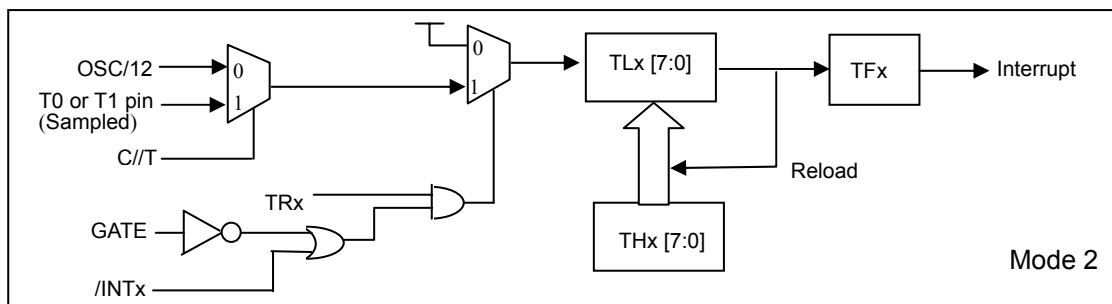 OSC/12
0
T0 or T1 pin
(Sampled)
1
C//T
0
1
TLx [7:0]
TFx
Interrupt
Reload
TRx
GATE
THx [7:0]
/INTx
Mode 2